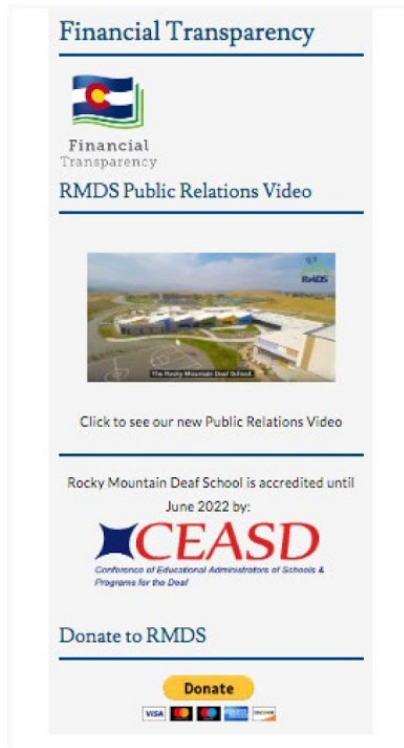 Financial Transparency
Financial
Transparency
RMDS Public Relations Video
RMDS
The Rocky Mountain Deaf School
Click to see our new Public Relations Video
Rocky Mountain Deaf School is accredited until
June 2022 by:
CEASD
Conference of Educational Administrators of Schools &
Programs for the Deaf
Donate to RMDS
Donate
VISA